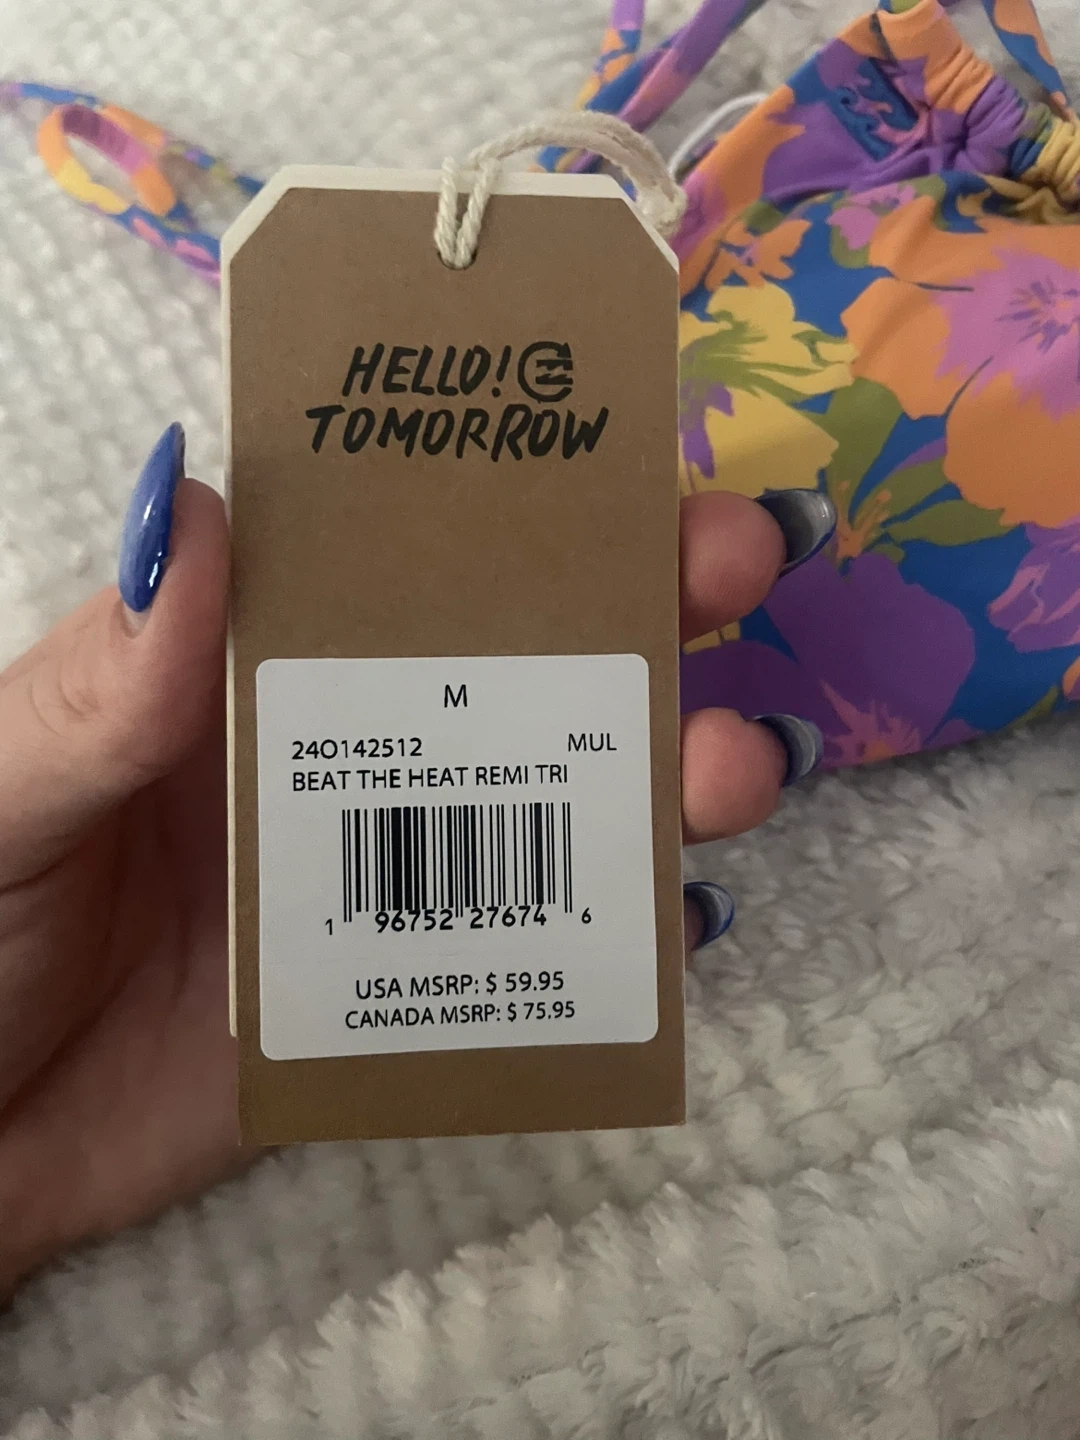 HELLO!
TOMORROW
M
240142512 MUL
BEAT THE HEAT REMI TRI
1 96752 27674 6
USA MSRP: $ 59.95
CANADA MSRP: $ 75.95